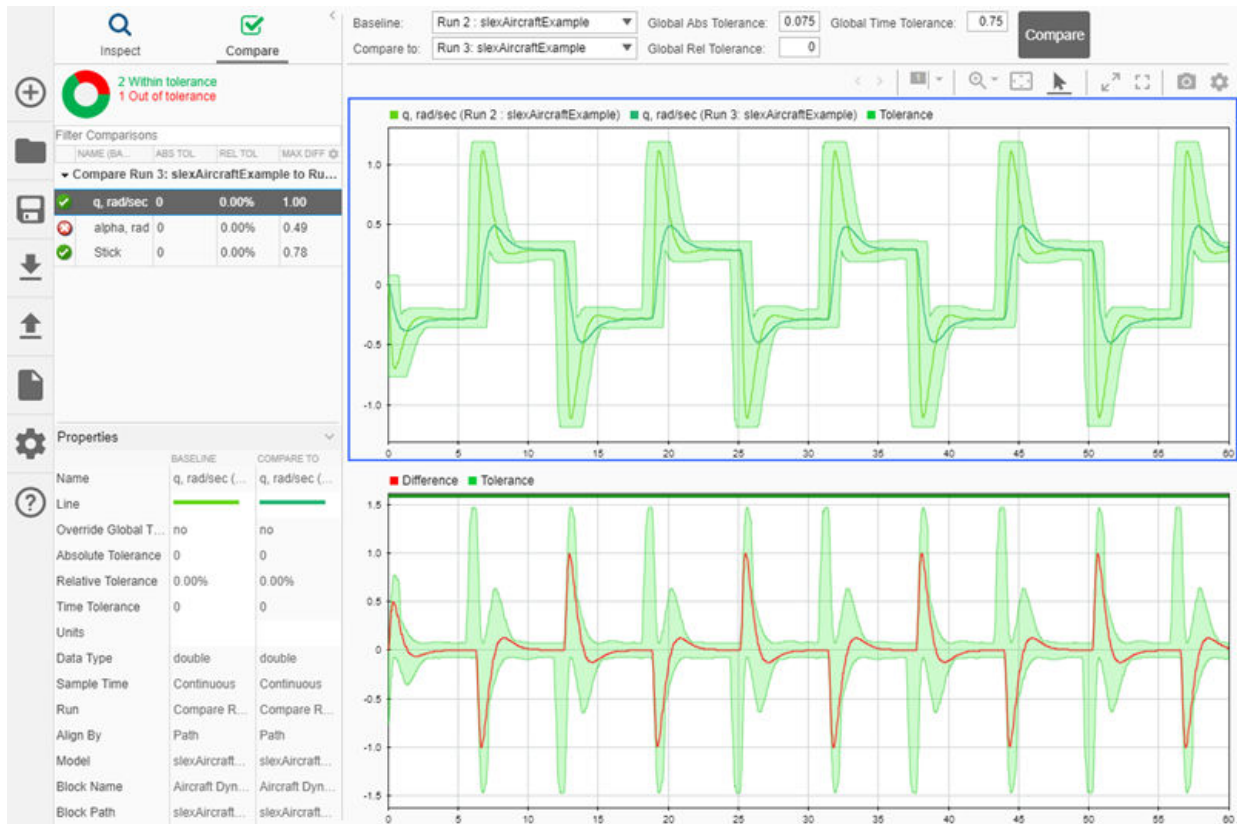 Inspect
Compare
2 Within tolerance
1 Out of tolerance
Filter Comparisons
NAME (BA... ABS TOL REL TOL MAX DIFF
Compare Run 3: slexAircraftExample to Ru...
q, rad/sec 0 0.00% 1.00
alpha, rad 0 0.00% 0.49
Stick 0 0.00% 0.78
Properties
BASELINE COMPARE TO
Name q, rad/sec (... q, rad/sec (...
Line
Override Global T... no no
Absolute Tolerance 0 0
Relative Tolerance 0.00% 0.00%
Time Tolerance 0 0
Units
Data Type double double
Sample Time Continuous Continuous
Run Compare R... Compare R...
Align By Path Path
Model slexAircraft... slexAircraft...
Block Name Aircraft Dyn... Aircraft Dyn...
Block Path slexAircraft... slexAircraft...
Baseline: Run 2 : slexAircraftExample Global Abs Tolerance: 0.075 Global Time Tolerance: 0.75
Compare to: Run 3: slexAircraftExample Global Rel Tolerance: 0
Compare
q, rad/sec (Run 2 : slexAircraftExample) q, rad/sec (Run 3: slexAircraftExample) Tolerance
1.0
0.5
0
-0.5
-1.0
0 5 10 15 20 25 30 35 40 45 50 55 60
Difference Tolerance
1.5
1.0
0.5
0
-0.5
-1.0
-1.5
0 5 10 15 20 25 30 35 40 45 50 55 60